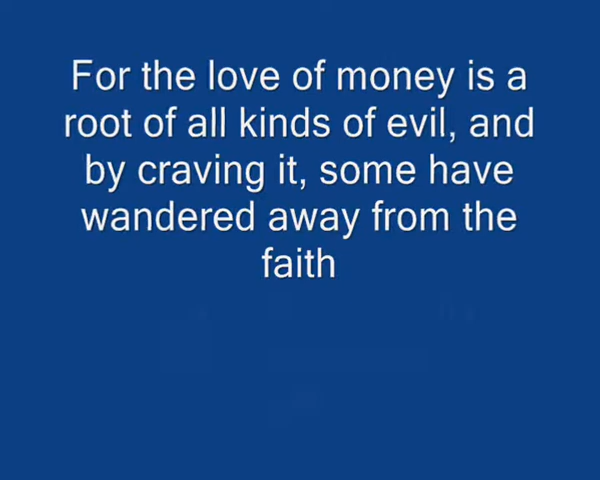 For the love of money is a
root of all kinds of evil, and
by craving it, some have
wandered away from the
faith